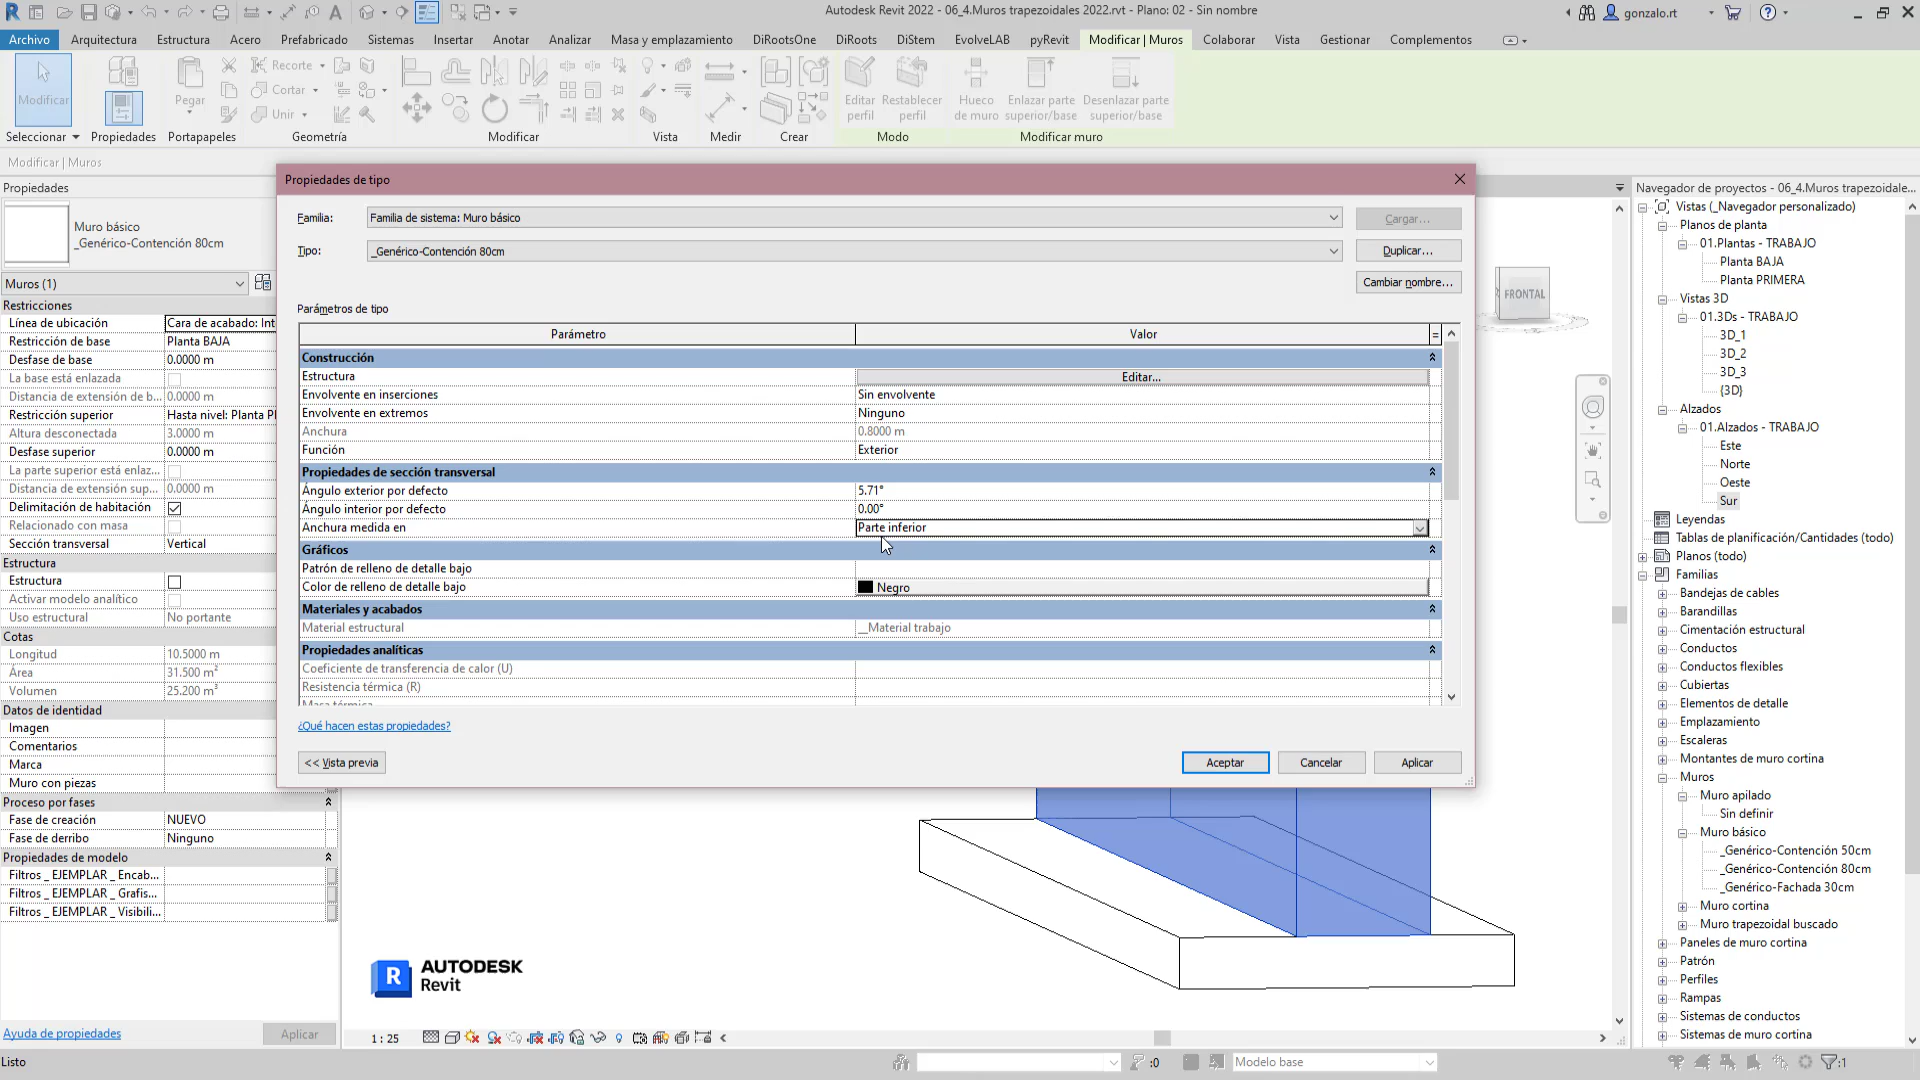 Autodesk Revit 2022 - 06_4.Muros trapezoidales 2022.rvt - Plano: 02 - Sin nombre
gonzalo.rt
Archivo Arquitectura Estructura Acero Prefabricado Sistemas Insertar Anotar Analizar Masa y emplazamiento DiRootsOne DiRoots DiStem EvolveLAB pyRevit Modificar | Muros Colaborar Vista Gestionar Complementos
Modificar
Pegar
Recorte
Cortar
Unir
Editar perfil
Restablecer perfil
Hueco de muro
Enlazar parte superior/base
Desenlazar parte superior/base
Seleccionar Propiedades Portapapeles Geometría Modificar Vista Medir Crear Modo Modificar muro
Modificar | Muros
Propiedades
Muro básico
_Genérico-Contención 80cm
Muros (1)
Restricciones
Línea de ubicación Cara de acabado: Int
Restricción de base Planta BAJA
Desfase de base 0.0000 m
La base está enlazada
Distancia de extensión de b... 0.0000 m
Restricción superior Hasta nivel: Planta PI
Altura desconectada 3.0000 m
Desfase superior 0.0000 m
La parte superior está enlaz...
Distancia de extensión sup... 0.0000 m
Delimitación de habitación
Relacionado con masa
Sección transversal Vertical
Estructura
Estructura
Activar modelo analítico
Uso estructural No portante
Cotas
Longitud 10.5000 m
Área 31.500 m²
Volumen 25.200 m³
Datos de identidad
Imagen
Comentarios
Marca
Muro con piezas
Proceso por fases
Fase de creación NUEVO
Fase de derribo Ninguno
Propiedades de modelo
Filtros _ EJEMPLAR _ Encab...
Filtros _ EJEMPLAR _ Grafis...
Filtros _ EJEMPLAR _ Visibili...
Ayuda de propiedades Aplicar
Listo
Propiedades de tipo
Familia: Familia de sistema: Muro básico Cargar...
Tipo: _Genérico-Contención 80cm Duplicar...
Cambiar nombre...
Parámetros de tipo
Parámetro Valor =
Construcción
Estructura Editar...
Envolvente en inserciones Sin envolvente
Envolvente en extremos Ninguno
Anchura 0.8000 m
Función Exterior
Propiedades de sección transversal
Ángulo exterior por defecto 5.71°
Ángulo interior por defecto 0.00°
Anchura medida en Parte inferior
Gráficos
Patrón de relleno de detalle bajo
Color de relleno de detalle bajo Negro
Materiales y acabados
Material estructural __Material trabajo
Propiedades analíticas
Coeficiente de transferencia de calor (U)
Resistencia térmica (R)
Masa térmica
¿Qué hacen estas propiedades?
<< Vista previa Aceptar Cancelar Aplicar
FRONTAL
R AUTODESK
Revit
1 : 25
:0
Modelo base
:1
Navegador de proyectos - 06_4.Muros trapezoidale...
Vistas (_Navegador personalizado)
Planos de planta
01.Plantas - TRABAJO
Planta BAJA
Planta PRIMERA
Vistas 3D
01.3Ds - TRABAJO
3D_1
3D_2
3D_3
{3D}
Alzados
01.Alzados - TRABAJO
Este
Norte
Oeste
Sur
Leyendas
Tablas de planificación/Cantidades (todo)
Planos (todo)
Familias
Bandejas de cables
Barandillas
Cimentación estructural
Conductos
Conductos flexibles
Cubiertas
Elementos de detalle
Emplazamiento
Escaleras
Montantes de muro cortina
Muros
Muro apilado
Sin definir
Muro básico
_Genérico-Contención 50cm
_Genérico-Contención 80cm
_Genérico-Fachada 30cm
Muro cortina
Muro trapezoidal buscado
Paneles de muro cortina
Patrón
Perfiles
Rampas
Sistemas de conductos
Sistemas de muro cortina